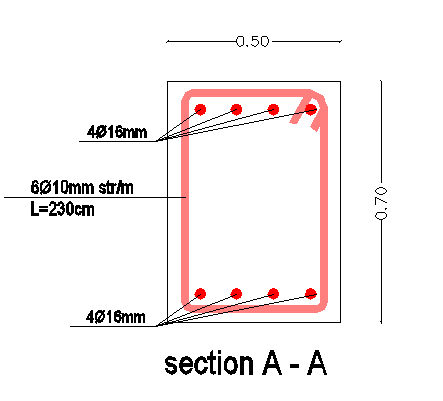 0.50
4Ø16mm
6Ø10mm str/m
L=230cm
0.70
4Ø16mm
section A - A